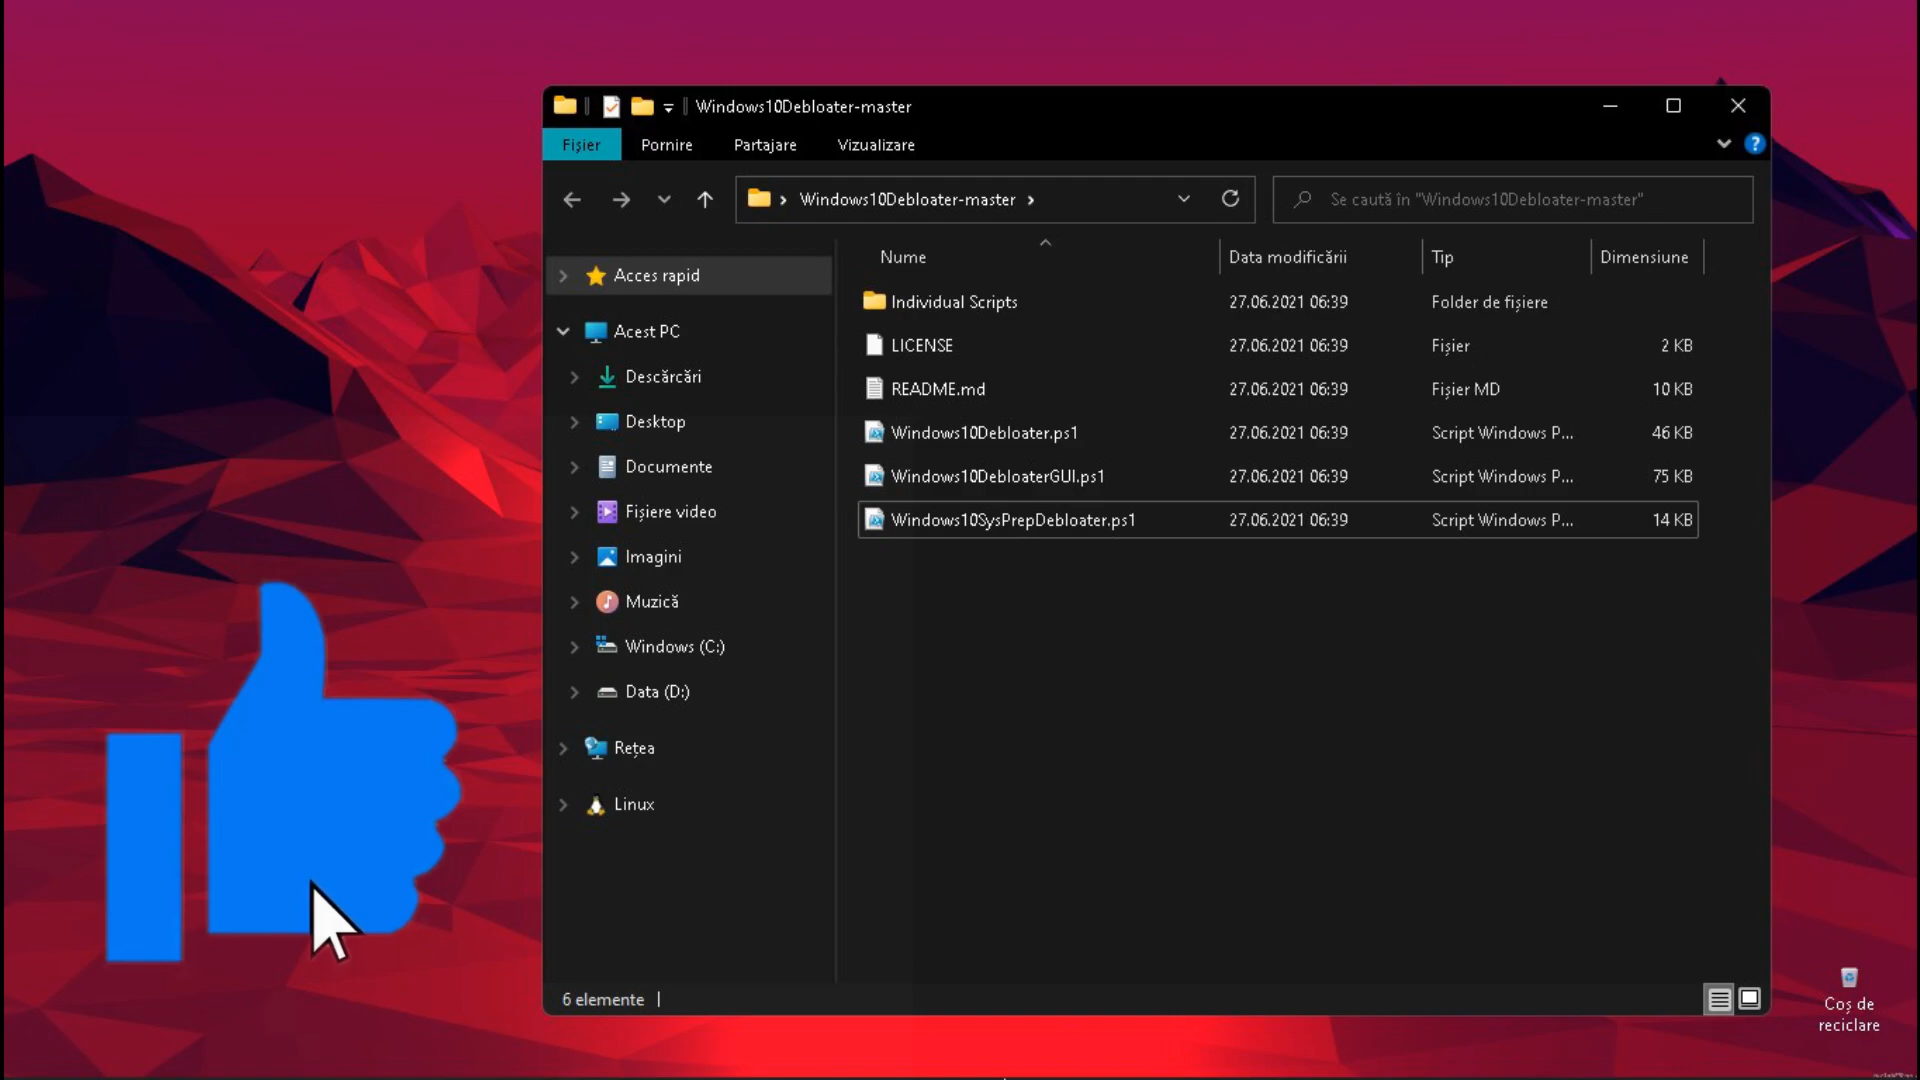 Windows10Debloater-master
Fișier Pornire Partajare Vizualizare
Windows10Debloater-master
Se caută în "Windows10Debloater-master"
Nume Data modificării Tip Dimensiune
Acces rapid
Acest PC
Descărcări
Desktop
Documente
Fișiere video
Imagini
Muzică
Windows (C:)
Data (D:)
Rețea
Linux
Individual Scripts 27.06.2021 06:39 Folder de fișiere
LICENSE 27.06.2021 06:39 Fișier 2 KB
README.md 27.06.2021 06:39 Fișier MD 10 KB
Windows10Debloater.ps1 27.06.2021 06:39 Script Windows P... 46 KB
Windows10DebloaterGUI.ps1 27.06.2021 06:39 Script Windows P... 75 KB
Windows10SysPrepDebloater.ps1 27.06.2021 06:39 Script Windows P... 14 KB
6 elemente
Coș de
reciclare